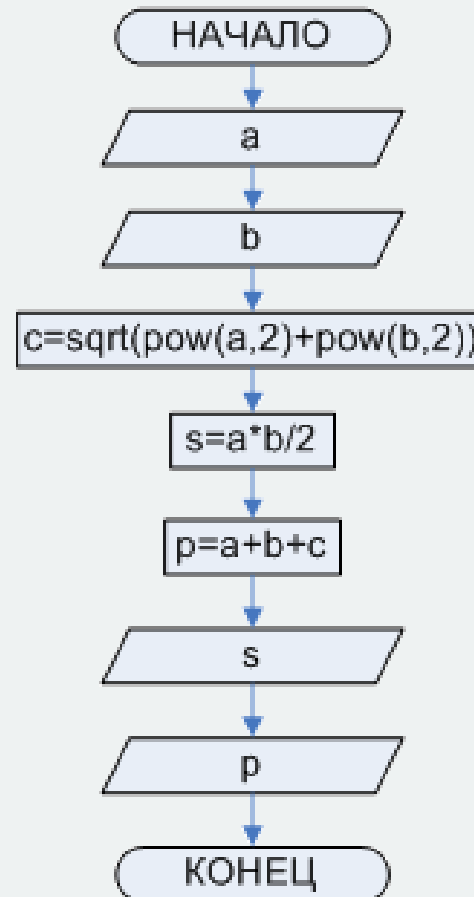 НАЧАЛО
a
b
c=sqrt(pow(a,2)+pow(b,2))
s=a*b/2
p=a+b+c
s
p
КОНЕЦ